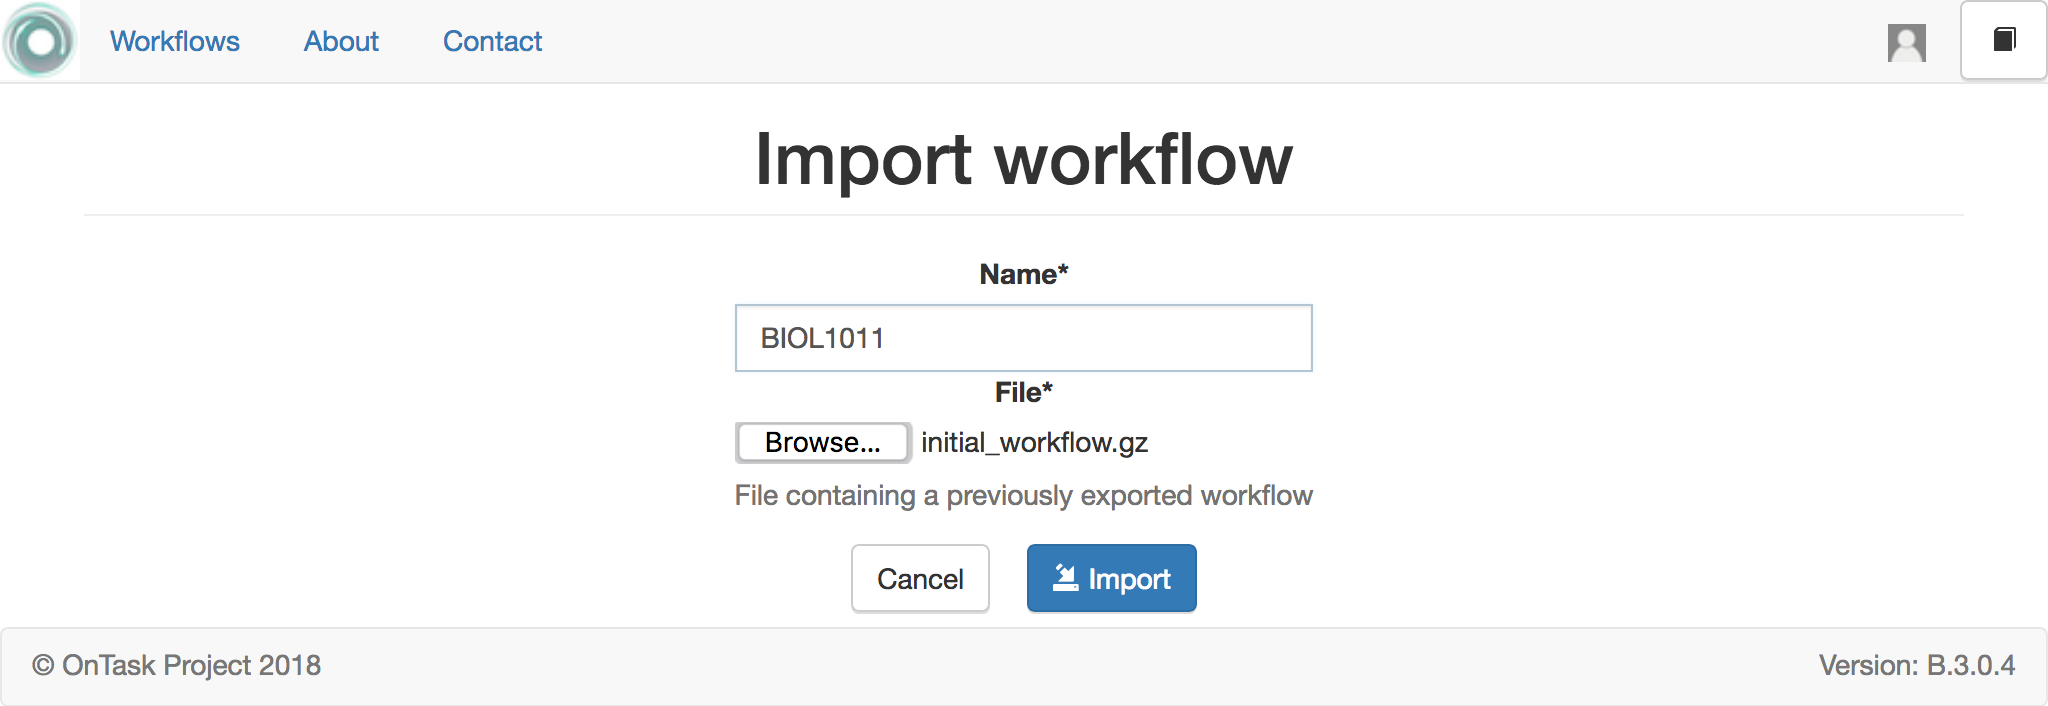 Workflows About Contact
Import workflow
Name*
BIOL1011
File*
Browse... initial_workflow.gz
File containing a previously exported workflow
Cancel Import
© OnTask Project 2018 Version: B.3.0.4